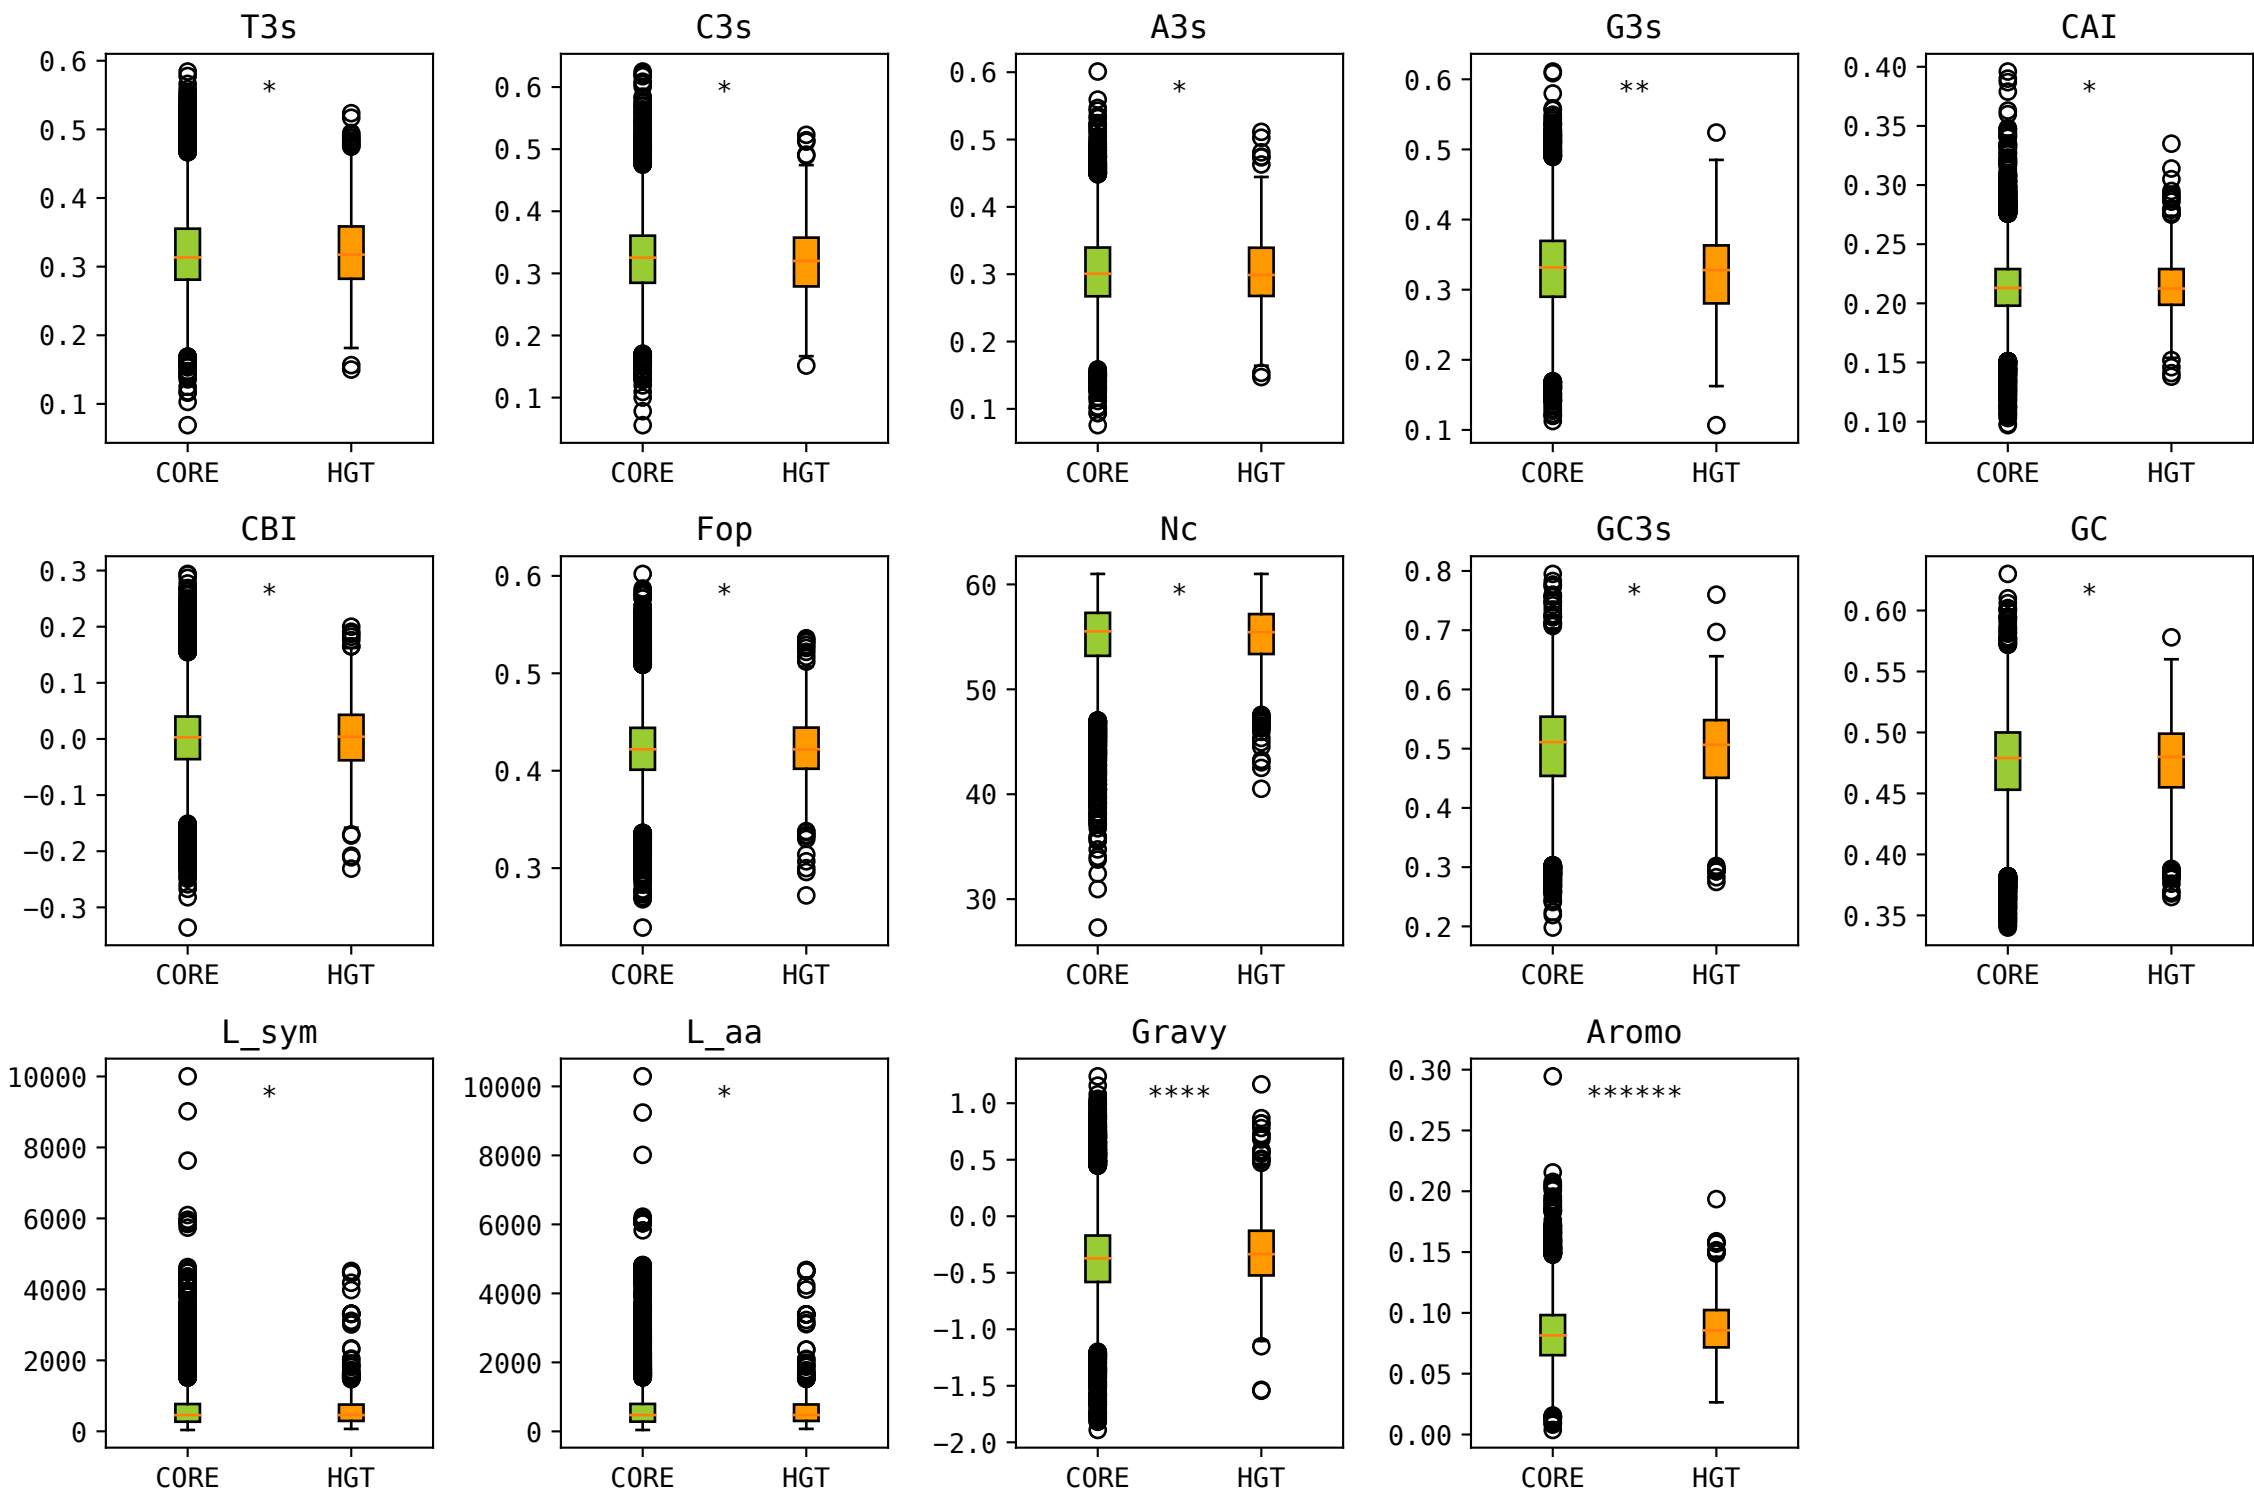 T3s
C3s
A3s
G3s
CAI
0.6
0.5
0.4
0.3
0.2
0.1
*
CORE
HGT
0.6
0.5
0.4
0.3
0.2
0.1
*
CORE
HGT
0.6
0.5
0.4
0.3
0.2
0.1
*
CORE
HGT
0.6
0.5
0.4
0.3
0.2
0.1
**
CORE
HGT
0.40
0.35
0.30
0.25
0.20
0.15
0.10
*
CORE
HGT
CBI
Fop
Nc
GC3s
GC
0.3
0.2
0.1
0.0
−0.1
−0.2
−0.3
*
CORE
HGT
0.6
0.5
0.4
0.3
*
CORE
HGT
60
50
40
30
*
CORE
HGT
0.8
0.7
0.6
0.5
0.4
0.3
0.2
*
CORE
HGT
0.60
0.55
0.50
0.45
0.40
0.35
*
CORE
HGT
L_sym
L_aa
Gravy
Aromo
10000
8000
6000
4000
2000
0
*
CORE
HGT
10000
8000
6000
4000
2000
0
*
CORE
HGT
1.0
0.5
0.0
−0.5
−1.0
−1.5
−2.0
****
CORE
HGT
0.30
0.25
0.20
0.15
0.10
0.05
0.00
******
CORE
HGT